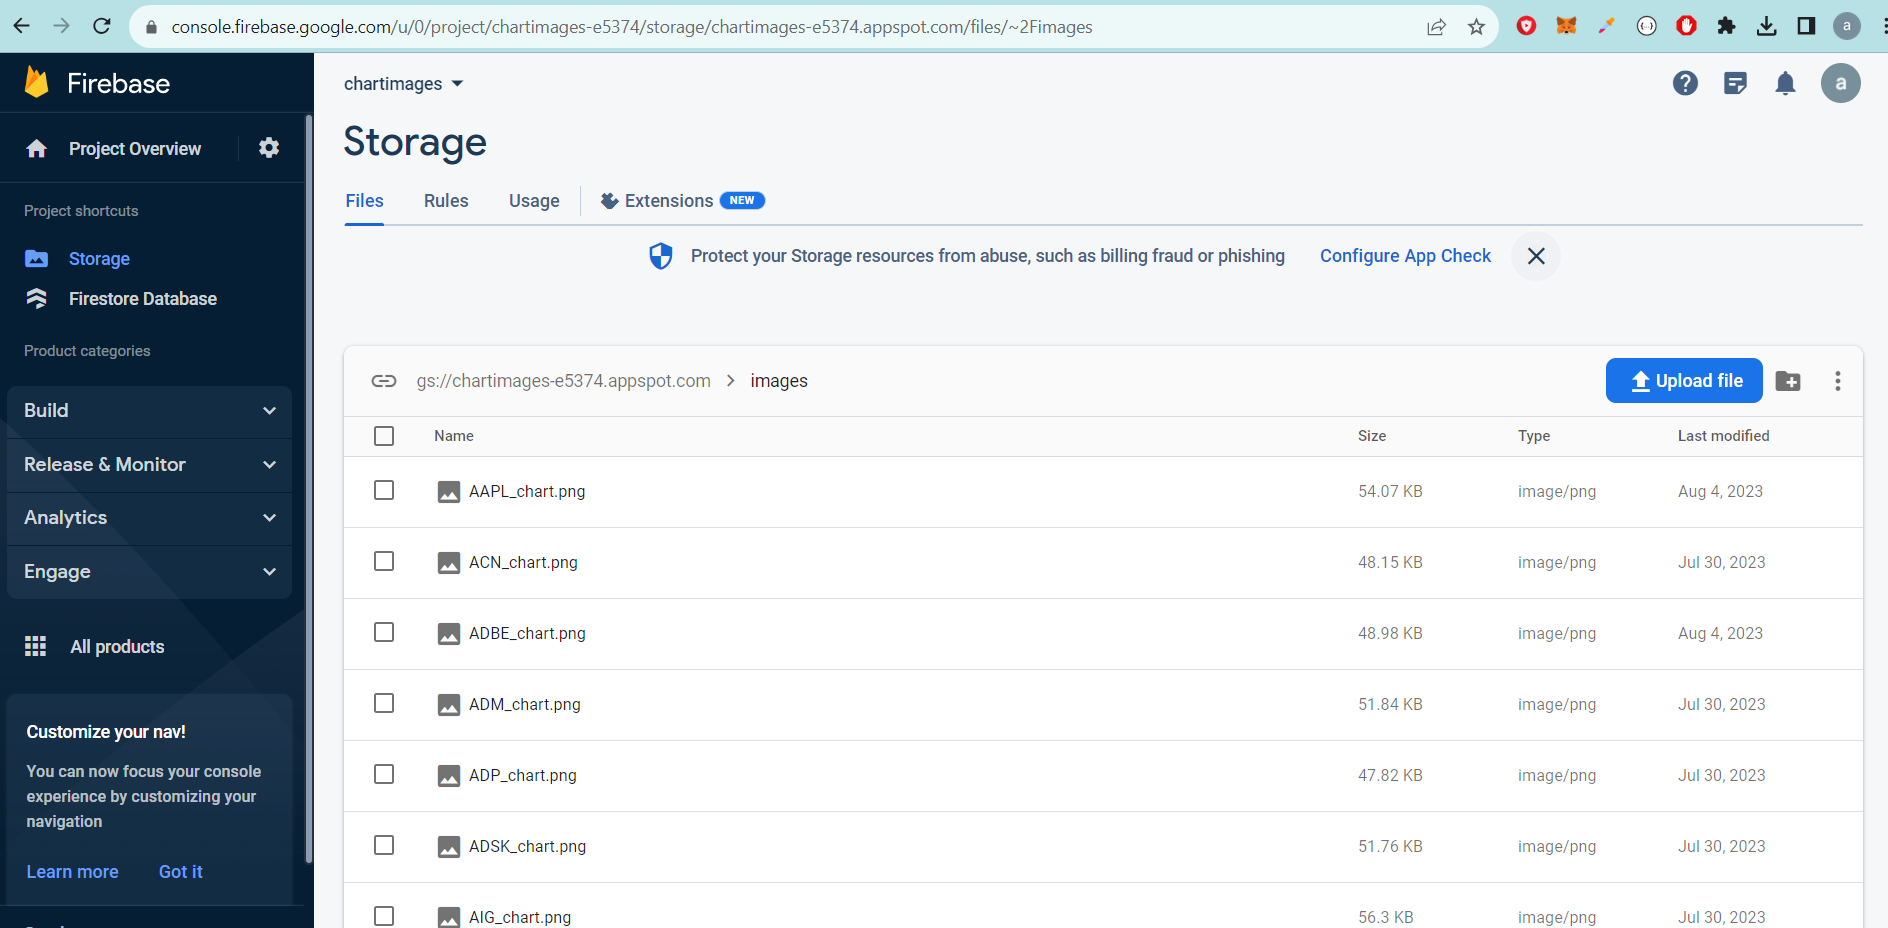 console.firebase.google.com/u/0/project/chartimages-e5374/storage/chartimages-e5374.appspot.com/files/~2Fimages
a
Firebase
chartimages
a
Project Overview
Storage
Project shortcuts
Files Rules Usage Extensions NEW
Storage
Protect your Storage resources from abuse, such as billing fraud or phishing Configure App Check
Firestore Database
Product categories
gs://chartimages-e5374.appspot.com > images Upload file
Build
Name Size Type Last modified
Release & Monitor
AAPL_chart.png 54.07 KB image/png Aug 4, 2023
Analytics
ACN_chart.png 48.15 KB image/png Jul 30, 2023
Engage
ADBE_chart.png 48.98 KB image/png Aug 4, 2023
All products
ADM_chart.png 51.84 KB image/png Jul 30, 2023
Customize your nav!
You can now focus your console
experience by customizing your
navigation
ADP_chart.png 47.82 KB image/png Jul 30, 2023
ADSK_chart.png 51.76 KB image/png Jul 30, 2023
Learn more Got it
AIG_chart.png 56.3 KB image/png Jul 30, 2023